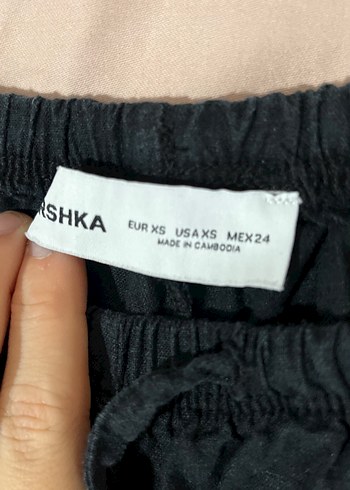 RSHKA
EUR XS USA XS MEX 24
MADE IN CAMBODIA